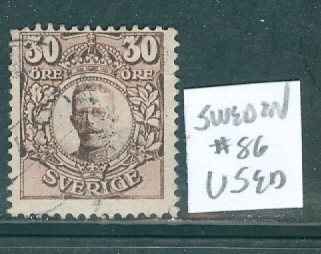 30 30
ÖRE ÖRE
SVERIGE
SWEDEN
#86
USED